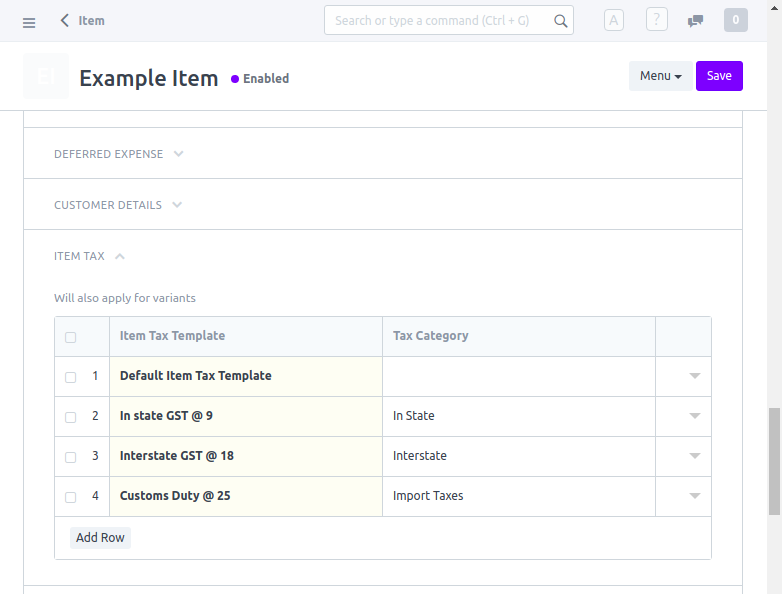 Item
Search or type a command (Ctrl + G)
A
?
0
EI
Example Item
Enabled
Menu
Save
DEFERRED EXPENSE
CUSTOMER DETAILS
ITEM TAX
Will also apply for variants
Item Tax Template Tax Category
1 Default Item Tax Template
2 In state GST @ 9 In State
3 Interstate GST @ 18 Interstate
4 Customs Duty @ 25 Import Taxes
Add Row